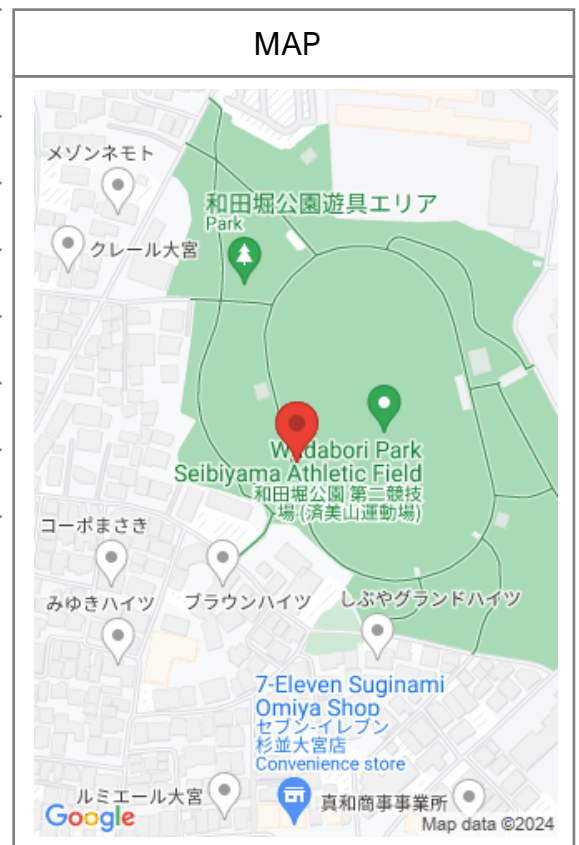 MAP
メゾンネモト
和田堀公園遊具エリア
Park
クレール大宮
Wadabori Park
Seibiyama Athletic Field
和田堀公園 第二競技
場 (済美山運動場)
コーポまさき
みゆきハイツ
ブラウンハイツ
しぶやグランドハイツ
7-Eleven Suginami
Omiya Shop
セブン-イレブン
杉並大宮店
Convenience store
ルミエール大宮
真和商事事業所
Google
Map data ©2024